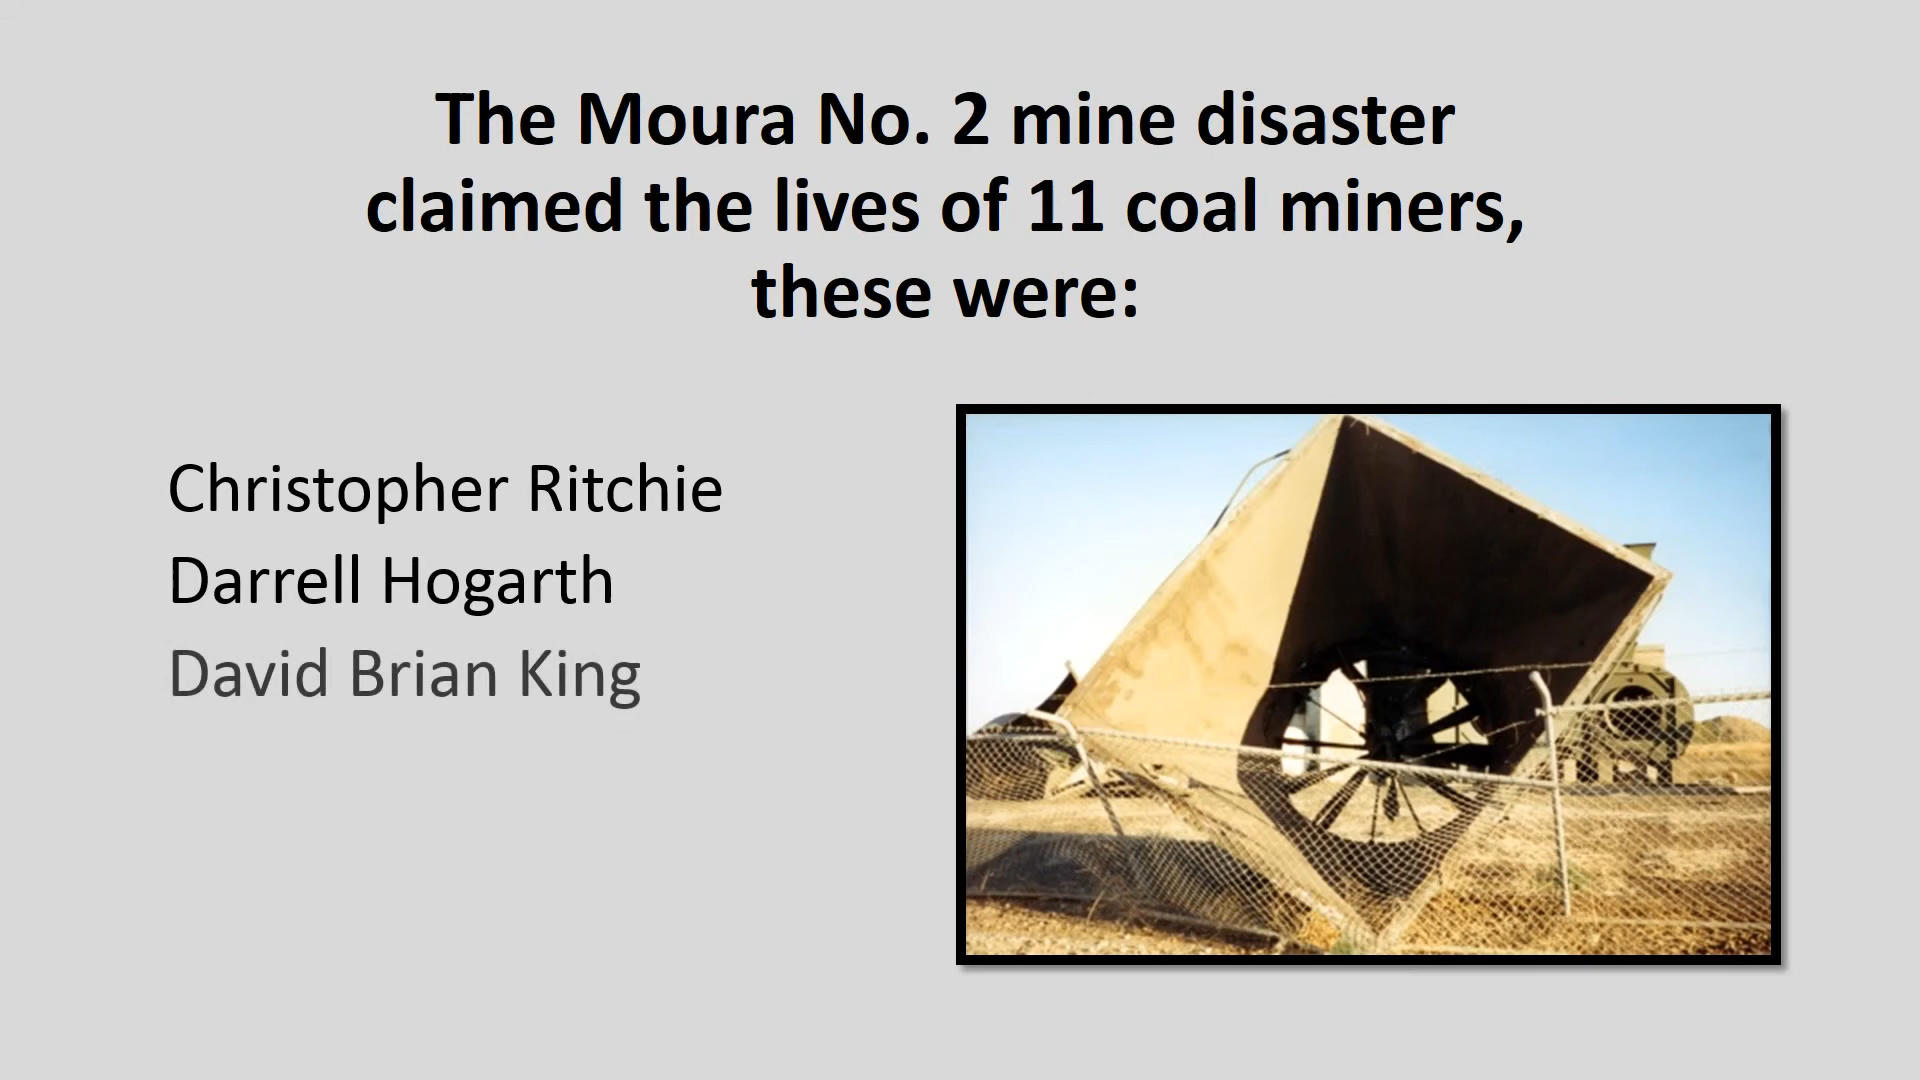 The Moura No. 2 mine disaster
claimed the lives of 11 coal miners,
these were:
Christopher Ritchie
Darrell Hogarth
David Brian King